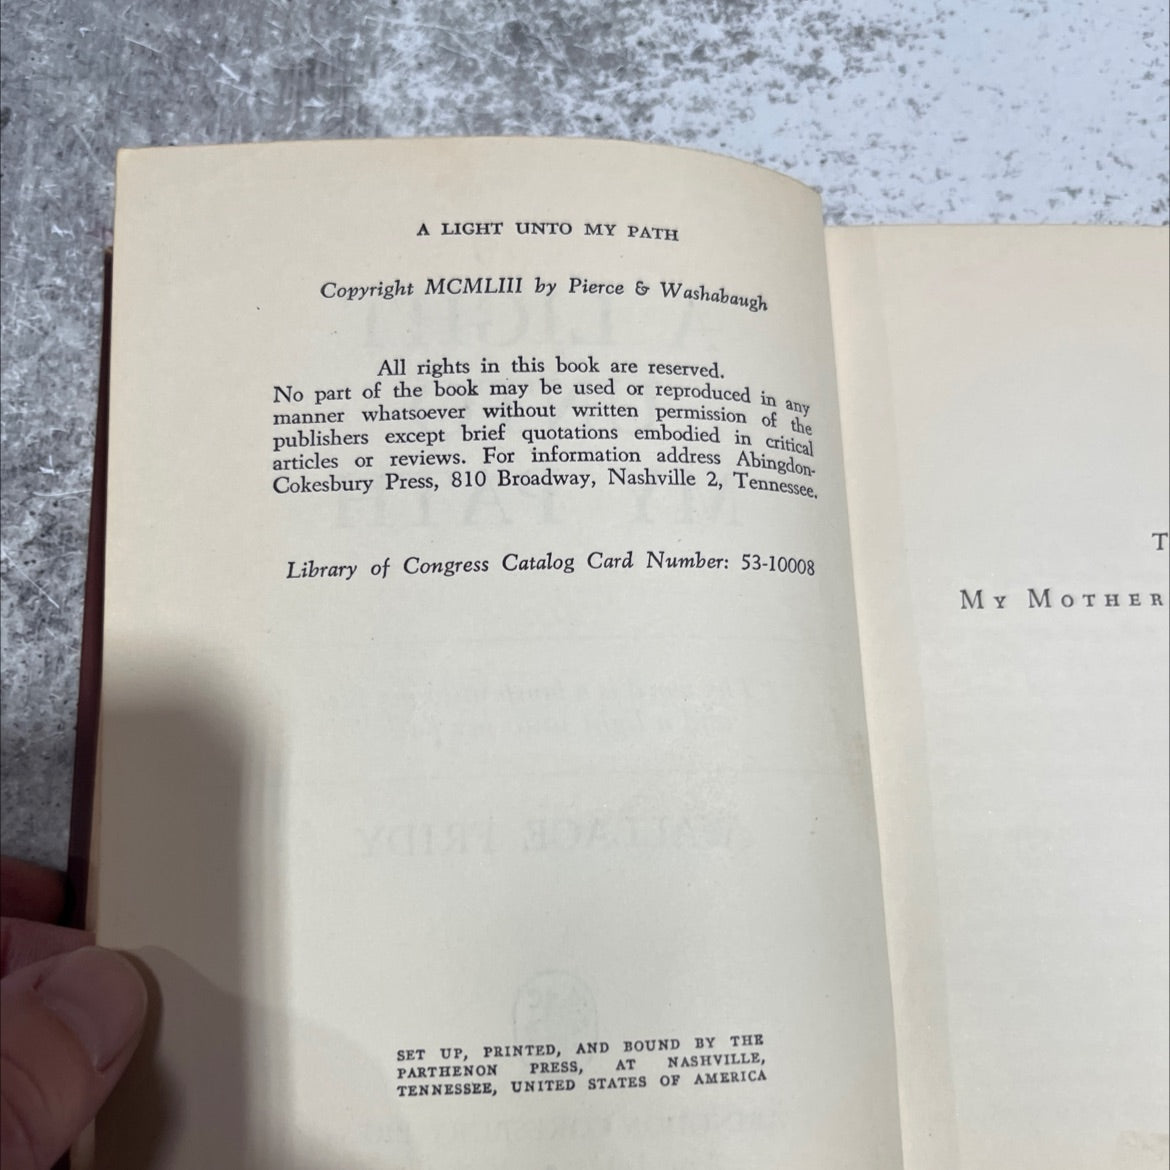 A LIGHT UNTO MY PATH
Copyright MCMLIII by Pierce & Washabaugh
All rights in this book are reserved.
No part of the book may be used or reproduced in any
manner whatsoever without written permission of the
publishers except brief quotations embodied in critical
articles or reviews. For information address Abingdon-
Cokesbury Press, 810 Broadway, Nashville 2, Tennessee.
Library of Congress Catalog Card Number: 53-10008
SET UP, PRINTED, AND BOUND BY THE
PARTHENON PRESS, AT NASHVILLE,
TENNESSEE, UNITED STATES OF AMERICA
T
MY MOTHER